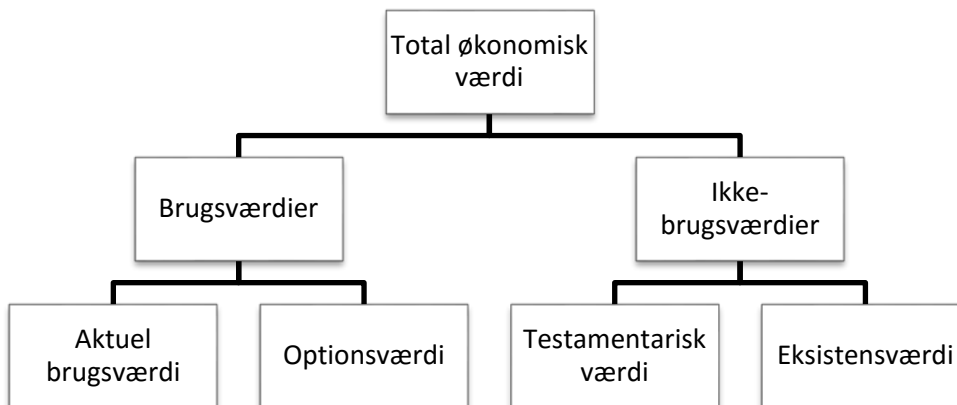 Total økonomisk
værdi
Brugsværdier
Ikke-
brugsværdier
Aktuel
brugsværdi
Optionsværdi
Testamentarisk
værdi
Eksistensværdi